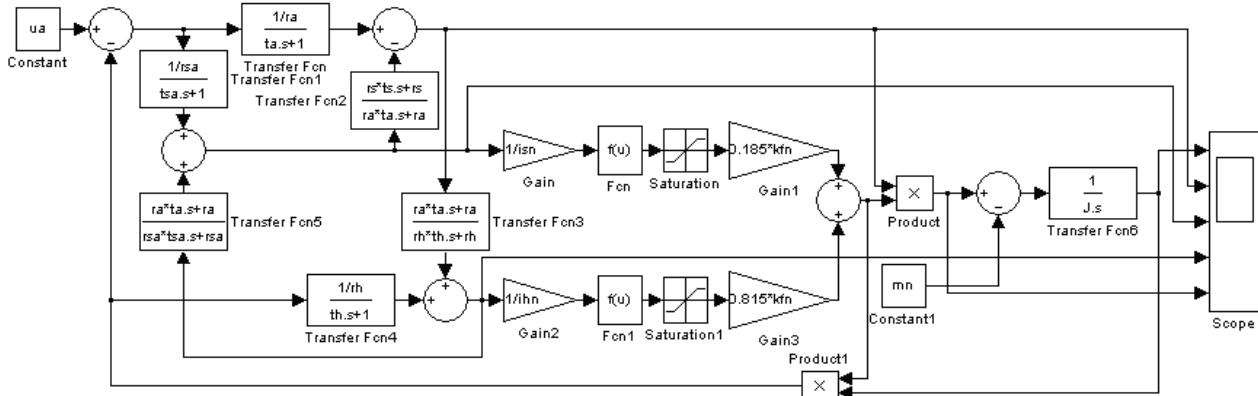 ua
Constant
+
−
1/ra
ta.s+1
Transfer Fcn
+
−
1/rsa
tsa.s+1
Transfer Fcn1
rs*ts.s+rs
ra*ta.s+ra
Transfer Fcn2
+
+
1/isn
Gain
f(u)
Fcn
Saturation
0.185*kfn
Gain1
+
+
×
Product
+
−
1
J.s
Transfer Fcn6
Scope
ra*ta.s+ra
rsa*tsa.s+rsa
Transfer Fcn5
ra*ta.s+ra
rh*th.s+rh
Transfer Fcn3
mn
Constant1
1/rh
th.s+1
Transfer Fcn4
+
+
1/ihn
Gain2
f(u)
Fcn1
Saturation1
0.815*kfn
Gain3
Product1
×